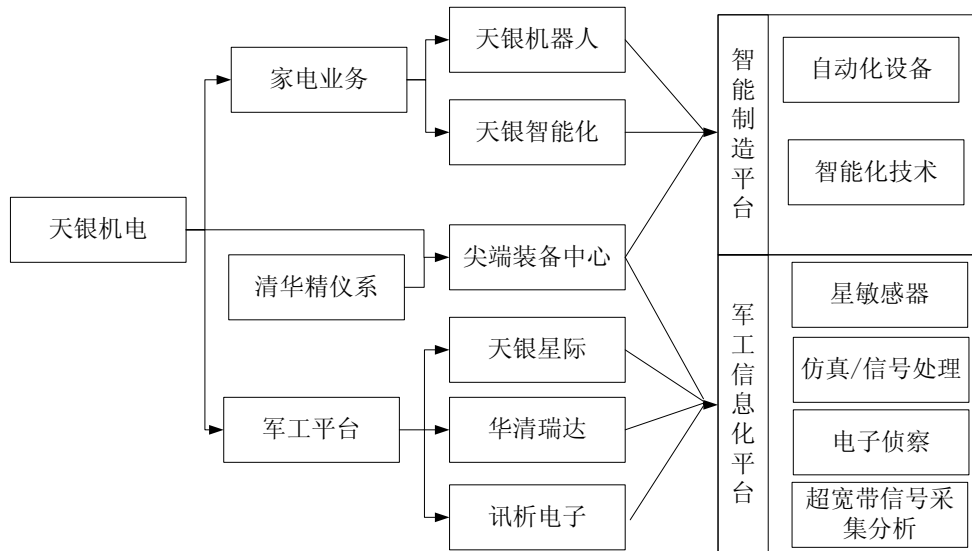 天银机电
家电业务
清华精仪系
军工平台
天银机器人
天银智能化
尖端装备中心
天银星际
华清瑞达
讯析电子
智能制造平台
自动化设备
智能化技术
军工信息化平台
星敏感器
仿真/信号处理
电子侦察
超宽带信号采
集分析